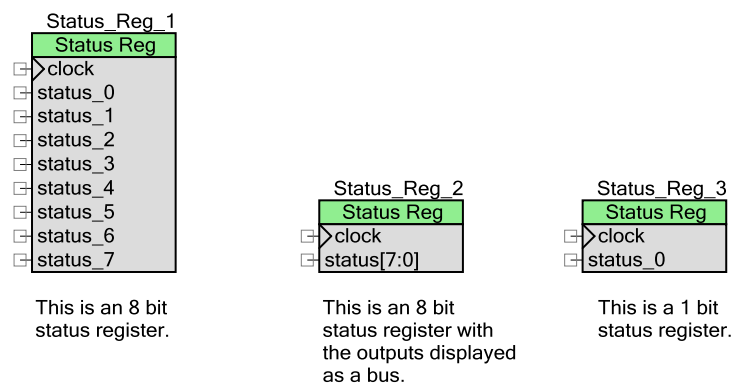 Status_Reg_1
Status Reg
clock
status_0
status_1
status_2
status_3
status_4
status_5
status_6
status_7
This is an 8 bit
status register.
Status_Reg_2
Status Reg
clock
status[7:0]
This is an 8 bit
status register with
the outputs displayed
as a bus.
Status_Reg_3
Status Reg
clock
status_0
This is a 1 bit
status register.